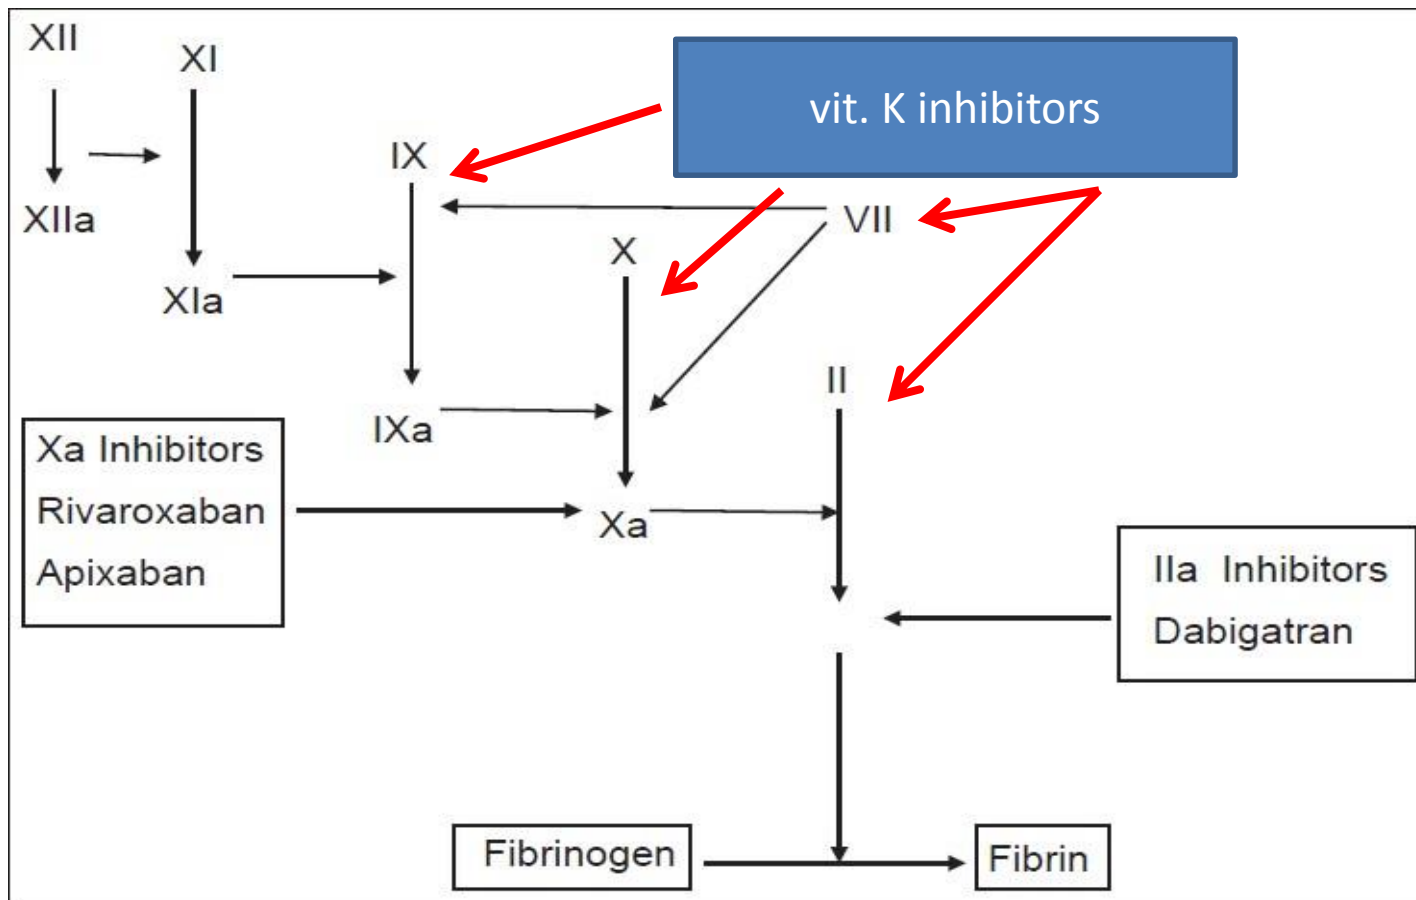 XII
XI
vit. K inhibitors
IX
XIIa
VII
X
XIa
II
IXa
Xa Inhibitors
Rivaroxaban
Apixaban
Xa
IIa Inhibitors
Dabigatran
Fibrinogen
Fibrin